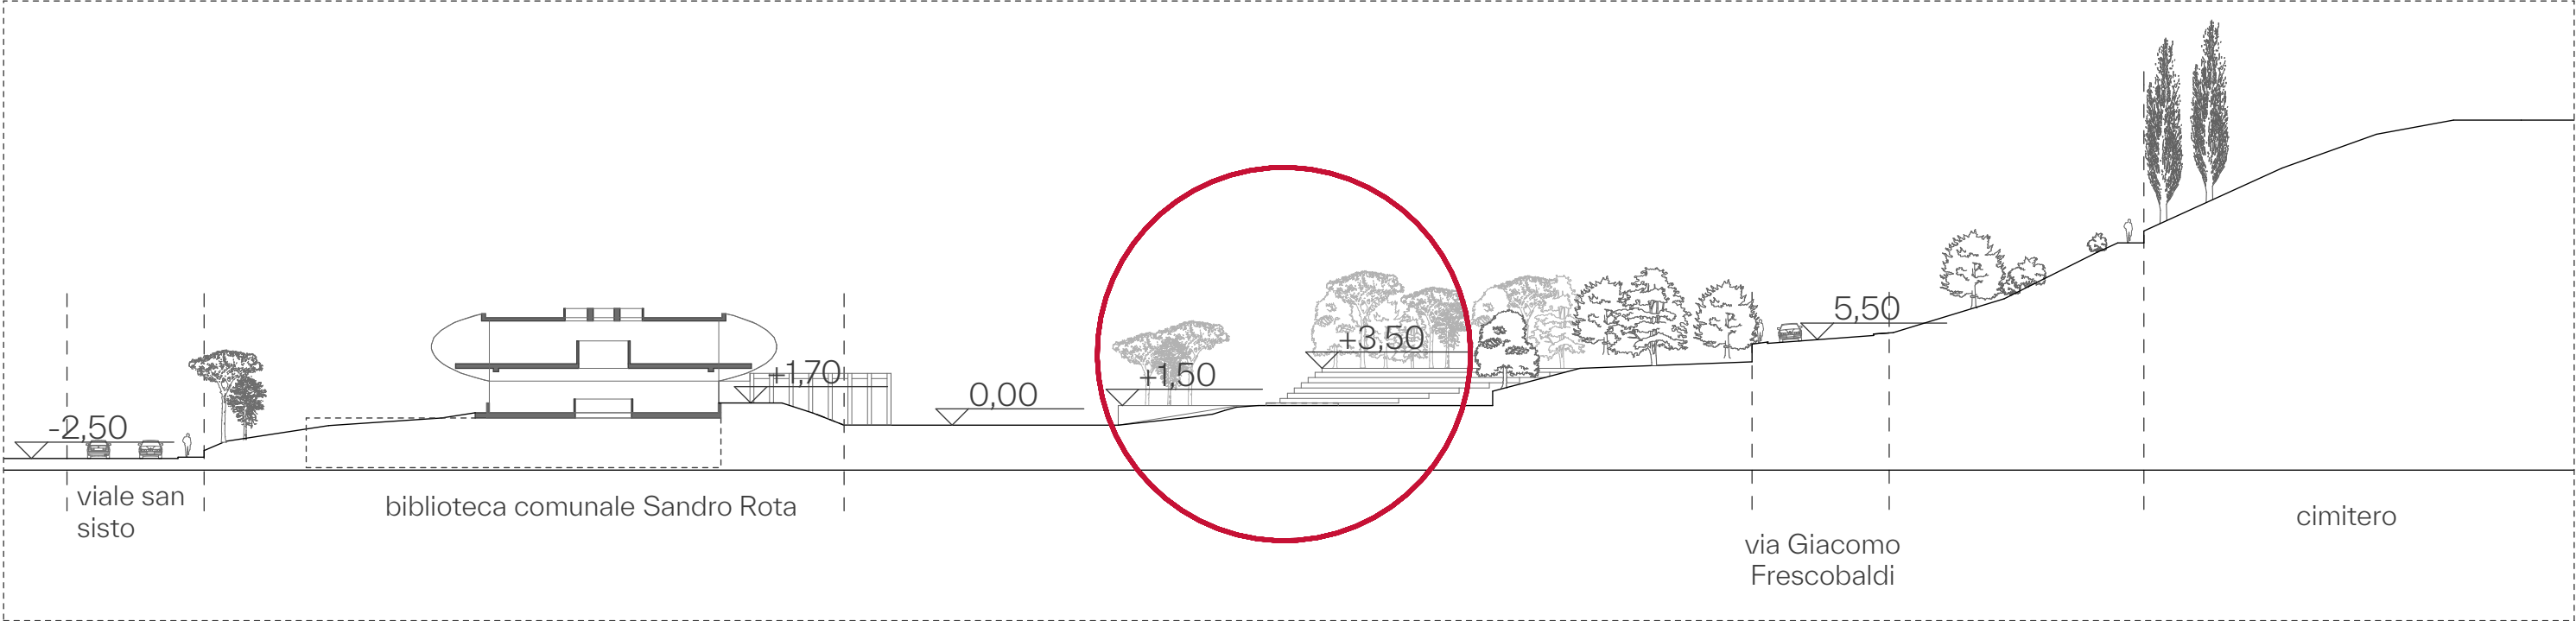 5,50
+3,50
+1,70
+1,50
0,00
-2,50
viale san
sisto
biblioteca comunale Sandro Rota
cimitero
via Giacomo
Frescobaldi